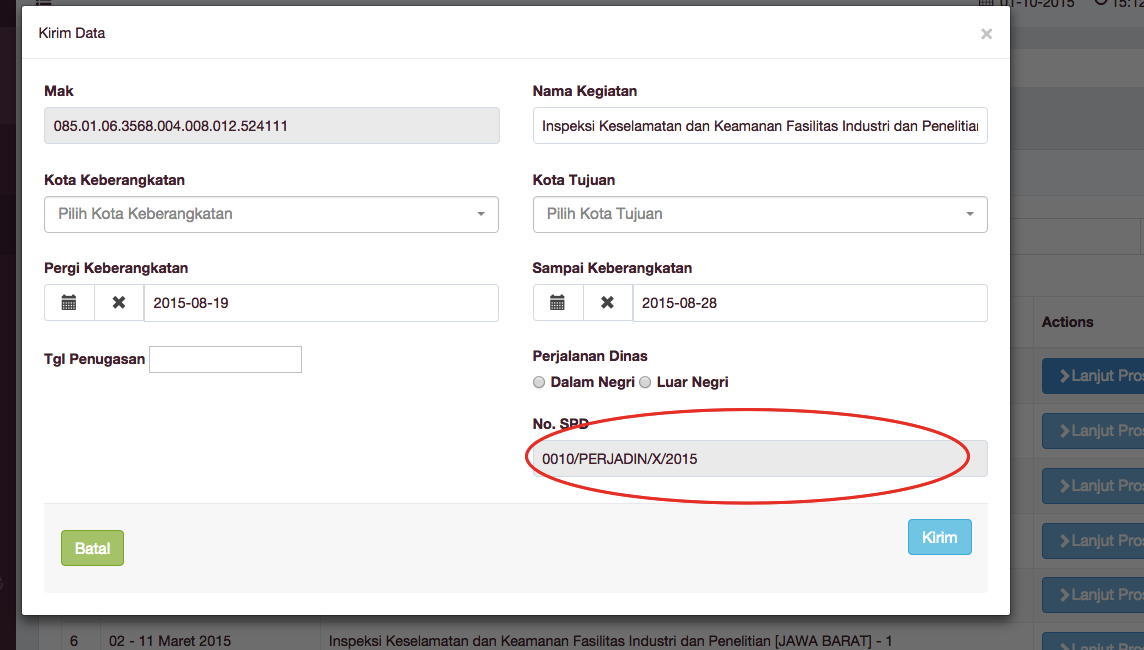 01-10-2015
Kirim Data
Mak
Nama Kegiatan
085.01.06.3568.004.008.012.524111
Inspeksi Keselamatan dan Keamanan Fasilitas Industri dan Penelitian
Kota Keberangkatan
Kota Tujuan
Pilih Kota Keberangkatan
Pilih Kota Tujuan
Pergi Keberangkatan
Sampai Keberangkatan
2015-08-19
2015-08-28
Actions
Tgl Penugasan
Perjalanan Dinas
Dalam Negri
Luar Negri
Lanjut Pros
No. SPD
Lanjut Pros
0010/PERJADIN/X/2015
Lanjut Pros
Batal
Kirim
Lanjut Pros
Lanjut Pros
6 02 - 11 Maret 2015 Inspeksi Keselamatan dan Keamanan Fasilitas Industri dan Penelitian [JAWA BARAT] - 1
Lanjut Pros